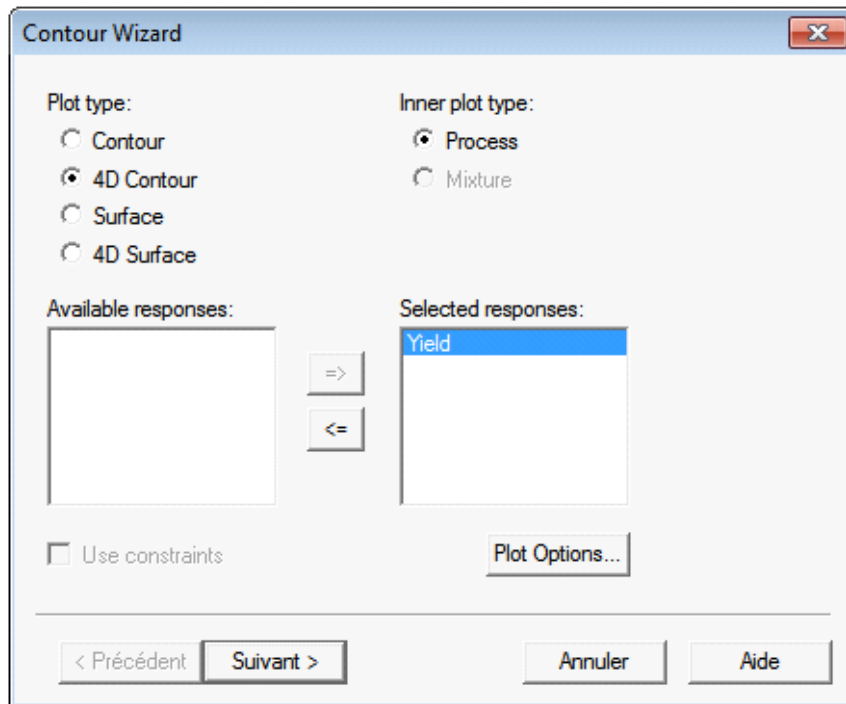 Contour Wizard
Plot type:
Contour
4D Contour
Surface
4D Surface
Inner plot type:
Process
Mixture
Available responses:
=>
<=
Selected responses:
Yield
Use constraints
Plot Options...
< Précédent
Suivant >
Annuler
Aide